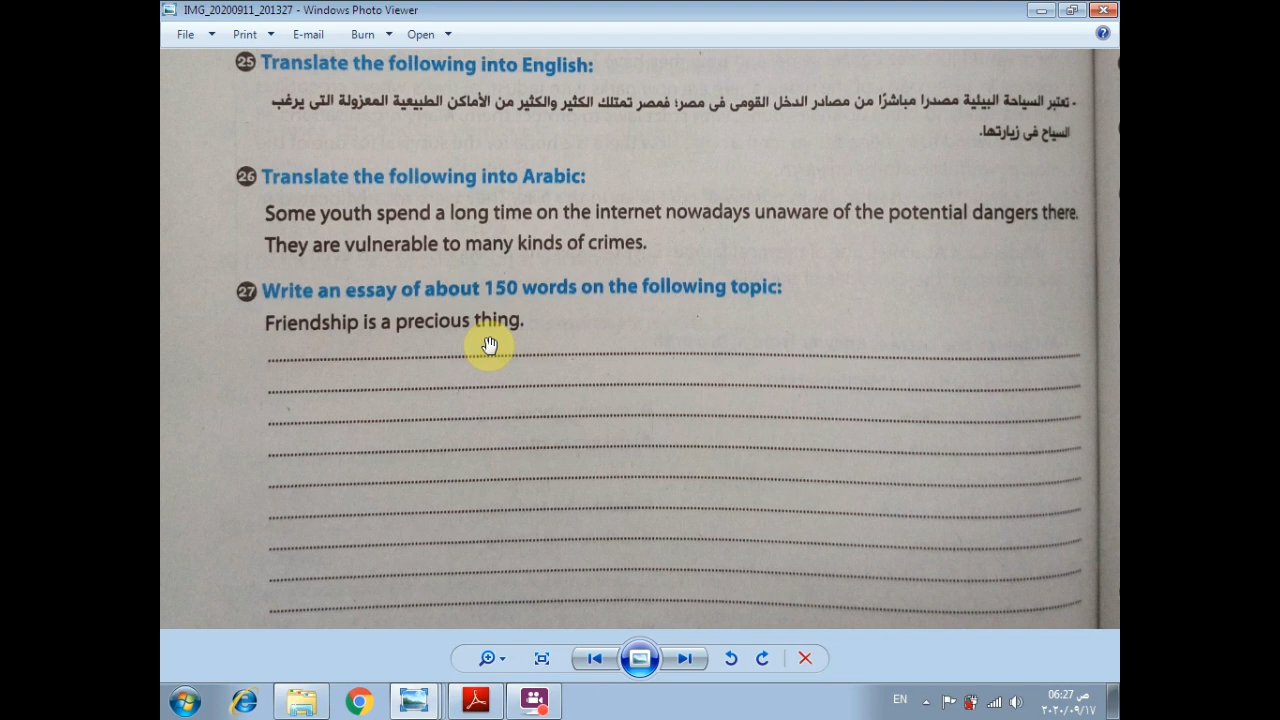 IMG_20200911_201327 - Windows Photo Viewer
File Print E-mail Burn Open
25 Translate the following into English:
- تعتبر السياحة البيئية مصدرا مباشرًا من مصادر الدخل القومى فى مصر؛ فمصر تمتلك الكثير والكثير من الأماكن الطبيعية المعزولة التى يرغب
السياح فى زيارتها.
26 Translate the following into Arabic:
Some youth spend a long time on the internet nowadays unaware of the potential dangers there.
They are vulnerable to many kinds of crimes.
27 Write an essay of about 150 words on the following topic:
Friendship is a precious thing.
EN
06:27 ص
٢٠٢٠/٠٩/١٧